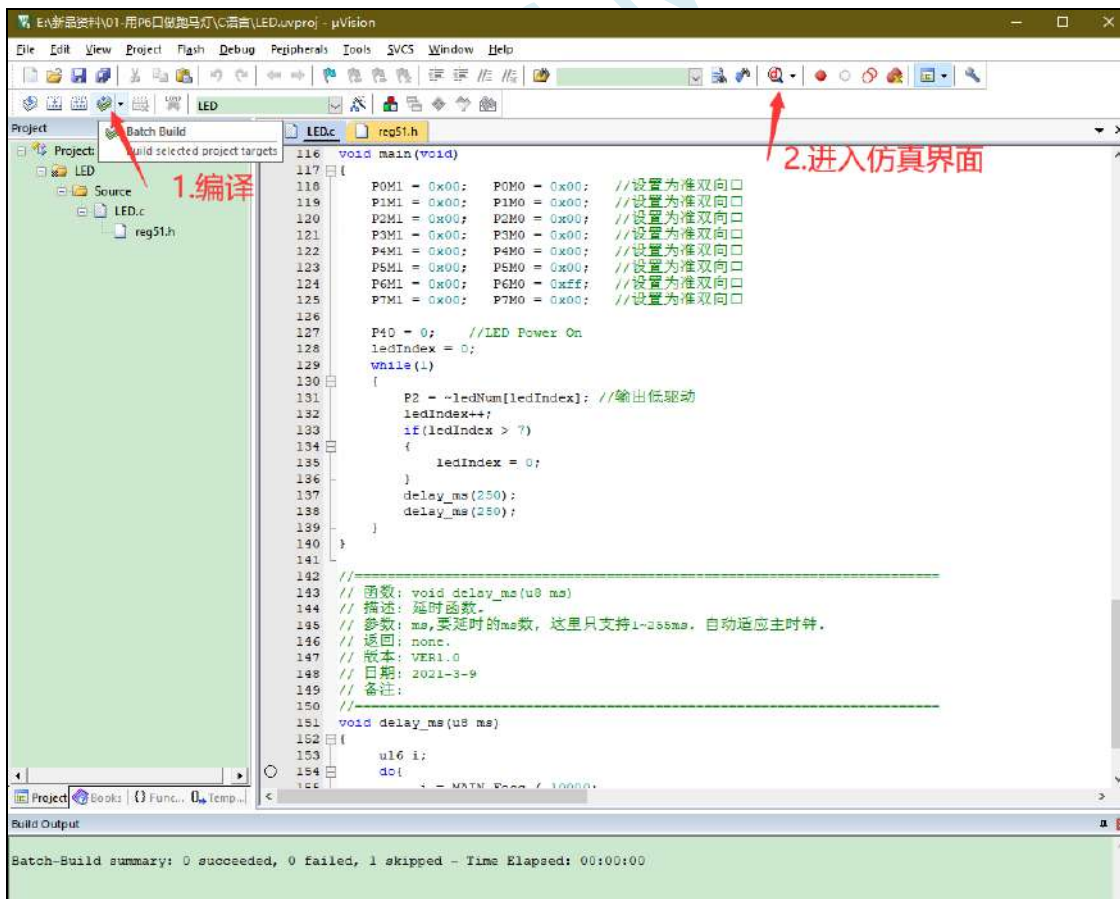 E:\新品资料\01-用P6口做跑马灯\C语言\LED.uvproj - µVision
File Edit View Project Flash Debug Peripherals Tools SVCS Window Help
LED
Project
Batch Build
Build selected project targets
LED.c reg51.h
Project:
LED
Source
LED.c
reg51.h
1.编译
2.进入仿真界面
116 void main(void)
117 {
118 P0M1 = 0x00; P0M0 = 0x00; //设置为准双向口
119 P1M1 = 0x00; P1M0 = 0x00; //设置为准双向口
120 P2M1 = 0x00; P2M0 = 0x00; //设置为准双向口
121 P3M1 = 0x00; P3M0 = 0x00; //设置为准双向口
122 P4M1 = 0x00; P4M0 = 0x00; //设置为准双向口
123 P5M1 = 0x00; P5M0 = 0x00; //设置为准双向口
124 P6M1 = 0x00; P6M0 = 0xff; //设置为准双向口
125 P7M1 = 0x00; P7M0 = 0x00; //设置为准双向口
126
127 P40 = 0; //LED Power On
128 ledIndex = 0;
129 while(1)
130 {
131 P2 = ~ledNum[ledIndex]; //输出低驱动
132 ledIndex++;
133 if(ledIndex > 7)
134 {
135 ledIndex = 0;
136 }
137 delay_ms(250);
138 delay_ms(250);
139 }
140 }
141
142 //========================================================================
143 // 函数: void delay_ms(u8 ms)
144 // 描述: 延时函数。
145 // 参数: ms,要延时的ms数, 这里只支持1~255ms. 自动适应主时钟.
146 // 返回: none.
147 // 版本: VER1.0
148 // 日期: 2021-3-9
149 // 备注:
150 //========================================================================
151 void delay_ms(u8 ms)
152 {
153 u16 i;
154 do{
155 i = MAIN_Fosc / 10000;
Project Books {} Func... Temp...
Build Output
Batch-Build summary: 0 succeeded, 0 failed, 1 skipped - Time Elapsed: 00:00:00